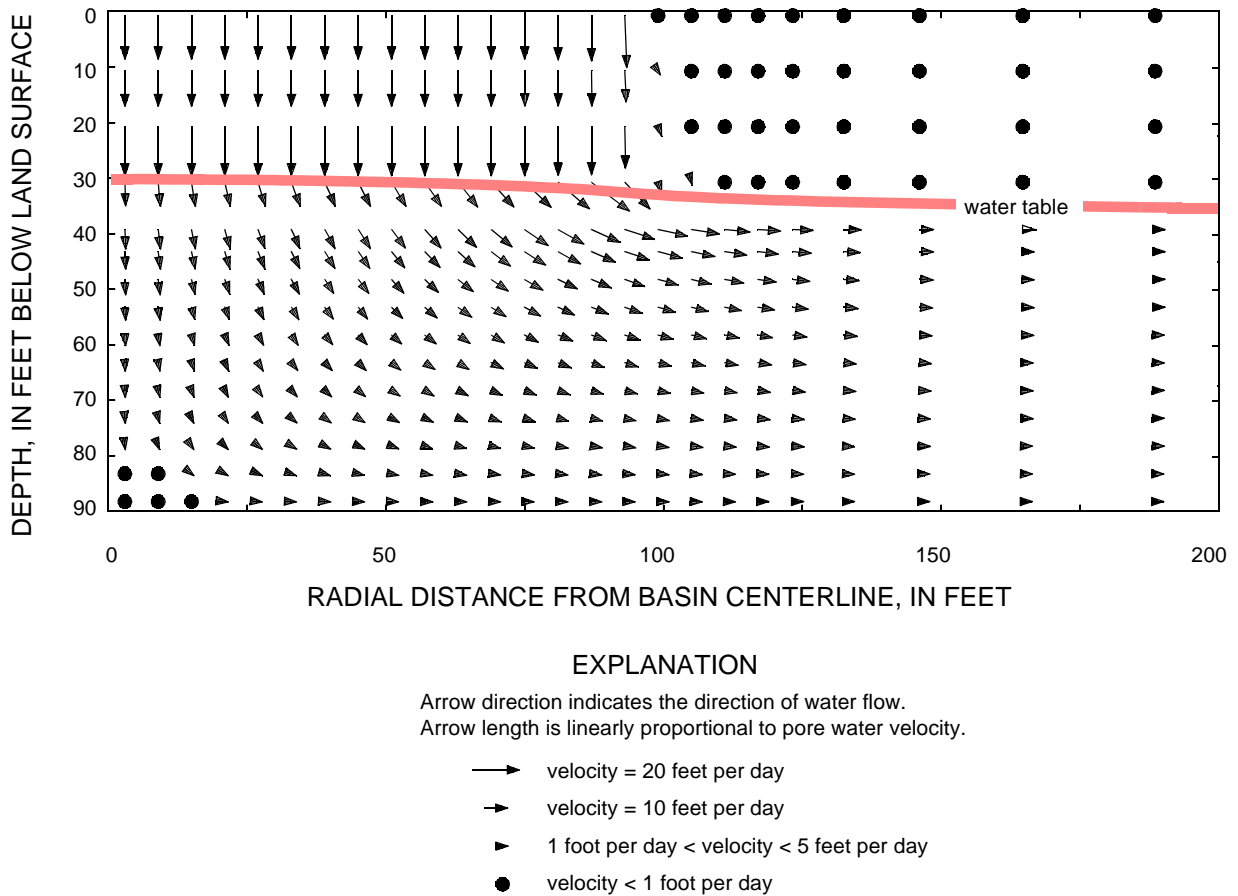 DEPTH, IN FEET BELOW LAND SURFACE
0
10
20
30
40
50
60
70
80
90
water table
0
50
100
150
200
RADIAL DISTANCE FROM BASIN CENTERLINE, IN FEET
EXPLANATION
Arrow direction indicates the direction of water flow.
Arrow length is linearly proportional to pore water velocity.
velocity = 20 feet per day
velocity = 10 feet per day
1 foot per day < velocity < 5 feet per day
velocity < 1 foot per day